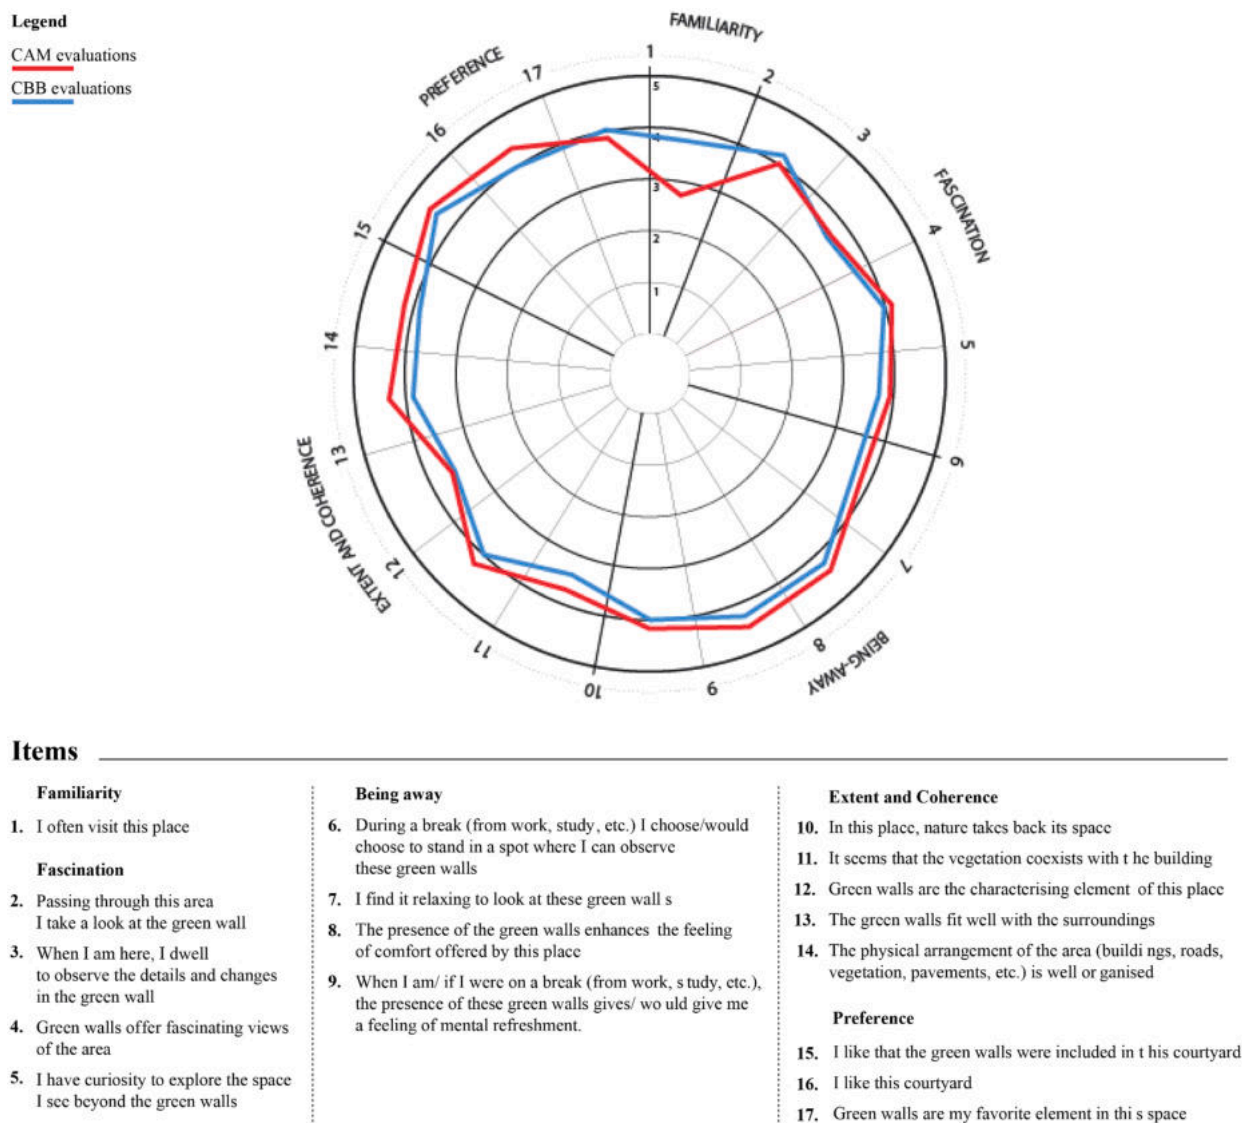 Legend
CAM evaluations
CBB evaluations
FAMILIARITY
FASCINATION
BEING-AWAY
EXTENT AND COHERENCE
PREFERENCE
1
2
3
4
5
6
7
8
9
10
11
12
13
14
15
16
17
5
4
3
2
1
Items
Familiarity
1. I often visit this place
Fascination
2. Passing through this area
I take a look at the green wall
3. When I am here, I dwell
to observe the details and changes
in the green wall
4. Green walls offer fascinating views
of the area
5. I have curiosity to explore the space
I see beyond the green walls
Being away
6. During a break (from work, study, etc.) I choose/would
choose to stand in a spot where I can observe
these green walls
7. I find it relaxing to look at these green wall s
8. The presence of the green walls enhances the feeling
of comfort offered by this place
9. When I am/ if I were on a break (from work, s tudy, etc.),
the presence of these green walls gives/ wo uld give me
a feeling of mental refreshment.
Extent and Coherence
10. In this place, nature takes back its space
11. It seems that the vegetation coexists with t he building
12. Green walls are the characterising element of this place
13. The green walls fit well with the surroundings
14. The physical arrangement of the area (buildi ngs, roads,
vegetation, pavements, etc.) is well or ganised
Preference
15. I like that the green walls were included in t his courtyard
16. I like this courtyard
17. Green walls are my favorite element in thi s space